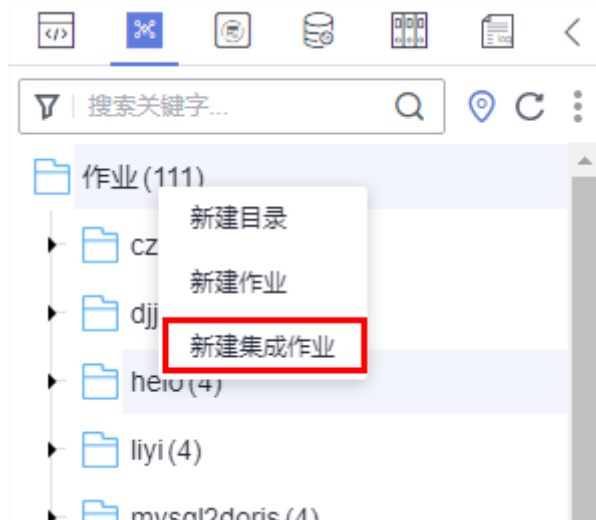 搜索关键字...
作业(111)
新建目录
cz
新建作业
djj
新建集成作业
helo(4)
liyi(4)
mysql2doris(4)